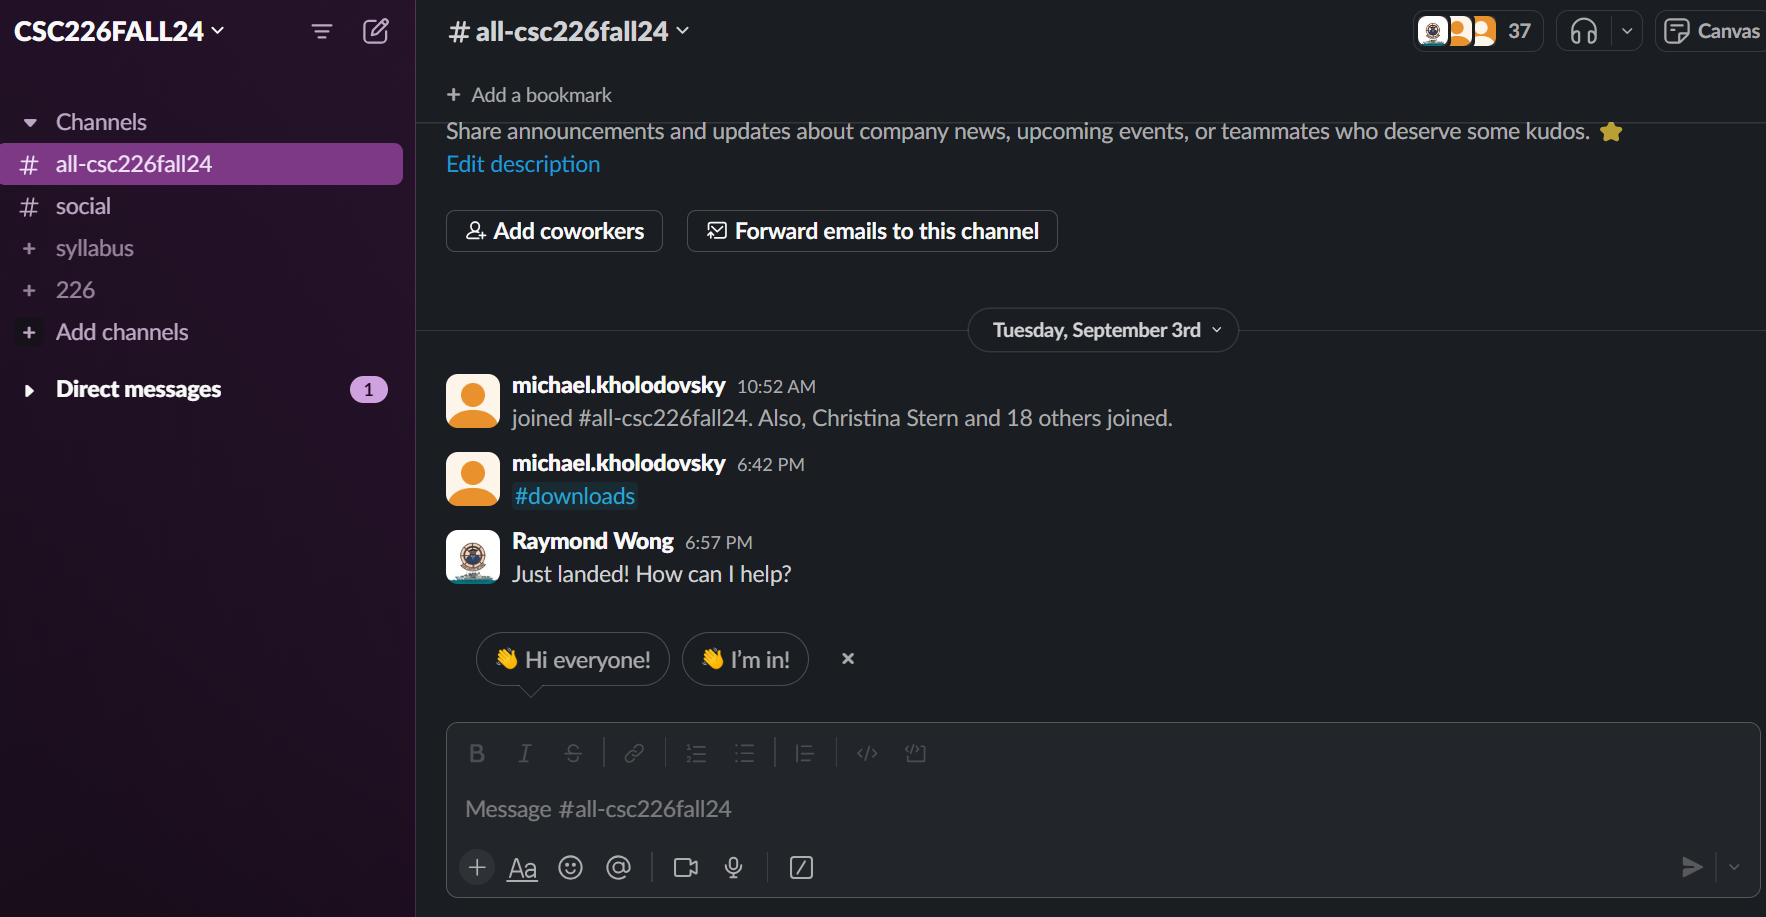 CSC226FALL24
Channels
# all-csc226fall24
# social
+ syllabus
+ 226
+ Add channels
Direct messages 1
# all-csc226fall24
37
Canvas
+ Add a bookmark
Share announcements and updates about company news, upcoming events, or teammates who deserve some kudos. ⭐
Edit description
Add coworkers
Forward emails to this channel
Tuesday, September 3rd
michael.kholodovsky 10:52 AM
joined #all-csc226fall24. Also, Christina Stern and 18 others joined.
michael.kholodovsky 6:42 PM
#downloads
Raymond Wong 6:57 PM
Just landed! How can I help?
👋 Hi everyone! 👋 I'm in!
B I S
Message #all-csc226fall24
+ Aa @